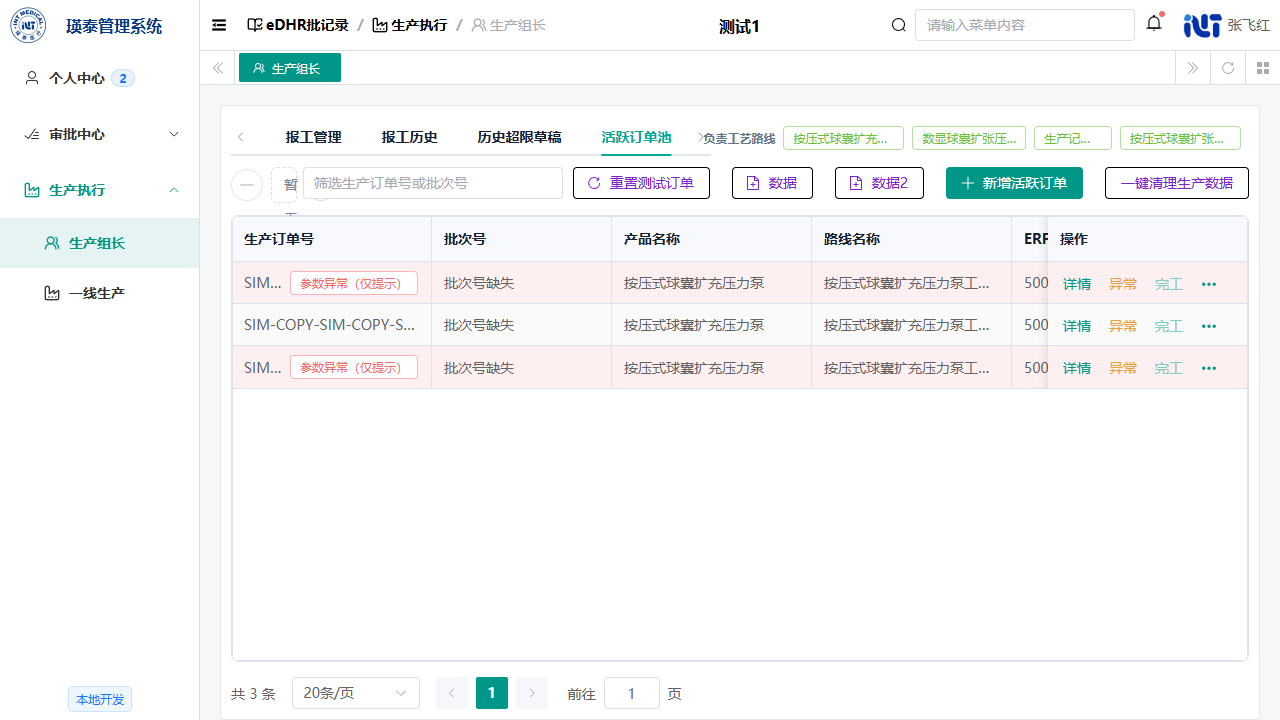 瑛泰管理系统
eDHR批记录 / 生产执行 / 生产组长
测试1
请输入菜单内容
张飞红
个人中心 2
审批中心
生产执行
生产组长
一线生产
本地开发
生产组长
报工管理 报工历史 历史超限草稿 活跃订单池
负责工艺路线 按压式球囊扩充... 数显球囊扩张压... 生产记... 按压式球囊扩张...
暂
筛选生产订单号或批次号 重置测试订单 数据 数据2 新增活跃订单 一键清理生产数据
生产订单号 批次号 产品名称 路线名称 ERP 操作
SIM... 参数异常（仅提示） 批次号缺失 按压式球囊扩充压力泵 按压式球囊扩充压力泵工... 500 详情 异常 完工
SIM-COPY-SIM-COPY-S... 批次号缺失 按压式球囊扩充压力泵 按压式球囊扩充压力泵工... 500 详情 异常 完工
SIM... 参数异常（仅提示） 批次号缺失 按压式球囊扩充压力泵 按压式球囊扩充压力泵工... 500 详情 异常 完工
共 3 条 20条/页 1 前往 1 页